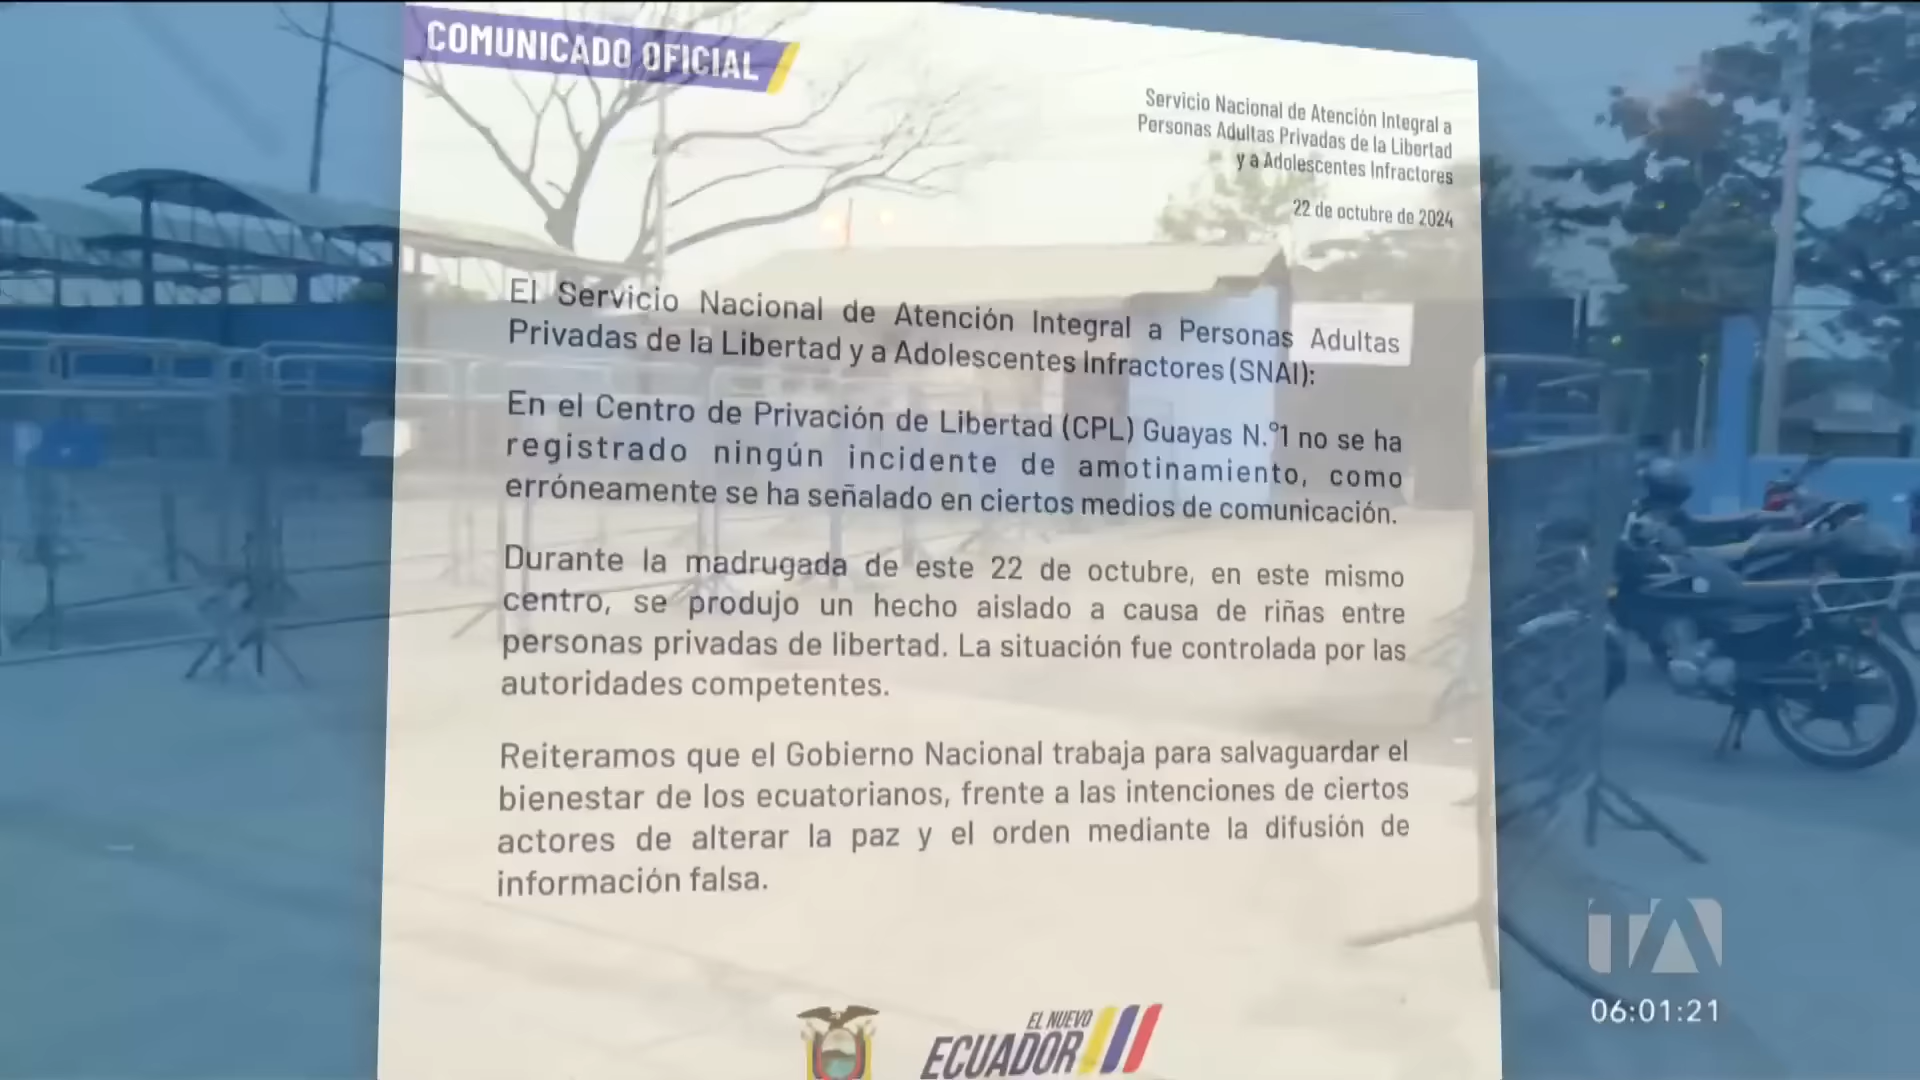 COMUNICADO OFICIAL
Servicio Nacional de Atención Integral a
Personas Adultas Privadas de la Libertad
y a Adolescentes Infractores
22 de octubre de 2024
El Servicio Nacional de Atención Integral a Personas Adultas
Privadas de la Libertad y a Adolescentes Infractores (SNAI):
En el Centro de Privación de Libertad (CPL) Guayas N.º1 no se ha
registrado ningún incidente de amotinamiento, como
erróneamente se ha señalado en ciertos medios de comunicación.
Durante la madrugada de este 22 de octubre, en este mismo
centro, se produjo un hecho aislado a causa de riñas entre
personas privadas de libertad. La situación fue controlada por las
autoridades competentes.
Reiteramos que el Gobierno Nacional trabaja para salvaguardar el
bienestar de los ecuatorianos, frente a las intenciones de ciertos
actores de alterar la paz y el orden mediante la difusión de
información falsa.
EL NUEVO
ECUADOR
TA
06:01:21